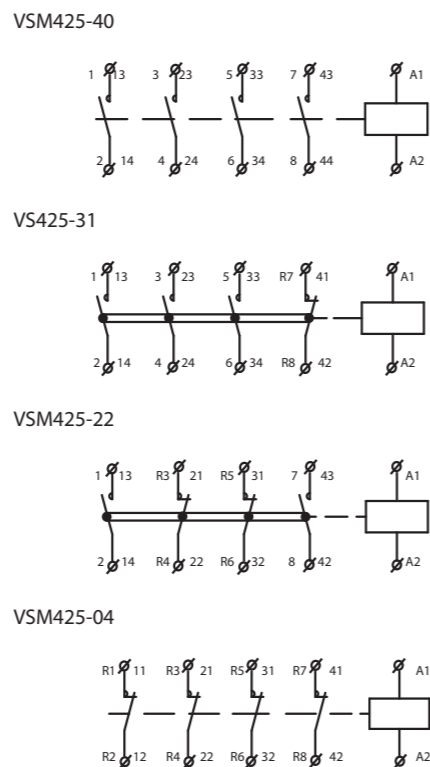 VSM425-40
1 13 3 23 5 33 7 43 A1
2 14 4 24 6 34 8 44 A2
VS425-31
1 13 3 23 5 33 R7 41 A1
2 14 4 24 6 34 R8 42 A2
VSM425-22
1 13 R3 21 R5 31 7 43 A1
2 14 R4 22 R6 32 8 42 A2
VSM425-04
R1 11 R3 21 R5 31 R7 41 A1
R2 12 R4 22 R6 32 R8 42 A2